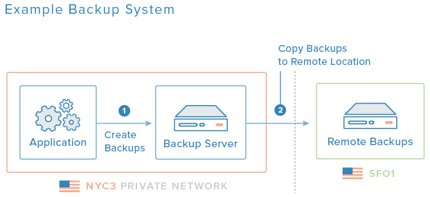 Example Backup System
Copy Backups
to Remote Location
1
2
Create
Backups
Application
Backup Server
Remote Backups
NYC3 PRIVATE NETWORK
SFO1